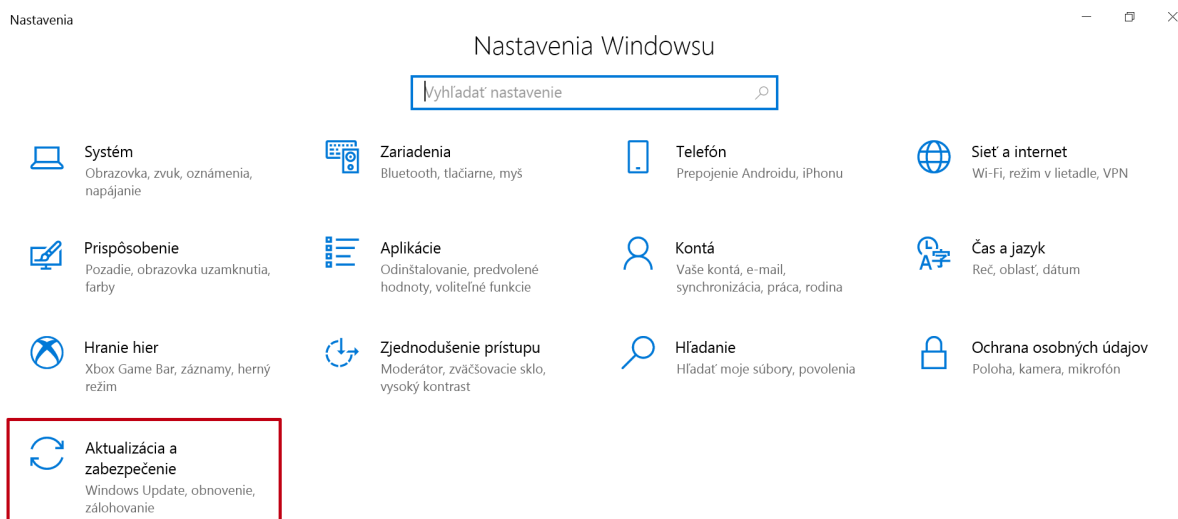 Nastavenia
Nastavenia Windowsu
Vyhľadať nastavenie
Systém
Obrazovka, zvuk, oznámenia,
napájanie
Zariadenia
Bluetooth, tlačiarne, myš
Telefón
Prepojenie Androidu, iPhonu
Sieť a internet
Wi-Fi, režim v lietadle, VPN
Prispôsobenie
Pozadie, obrazovka uzamknutia,
farby
Aplikácie
Odinštalovanie, predvolené
hodnoty, voliteľné funkcie
Kontá
Vaše kontá, e-mail,
synchronizácia, práca, rodina
Čas a jazyk
Reč, oblasť, dátum
Hranie hier
Xbox Game Bar, záznamy, herný
režim
Zjednodušenie prístupu
Moderátor, zväčšovacie sklo,
vysoký kontrast
Hľadanie
Hľadať moje súbory, povolenia
Ochrana osobných údajov
Poloha, kamera, mikrofón
Aktualizácia a
zabezpečenie
Windows Update, obnovenie,
zálohovanie